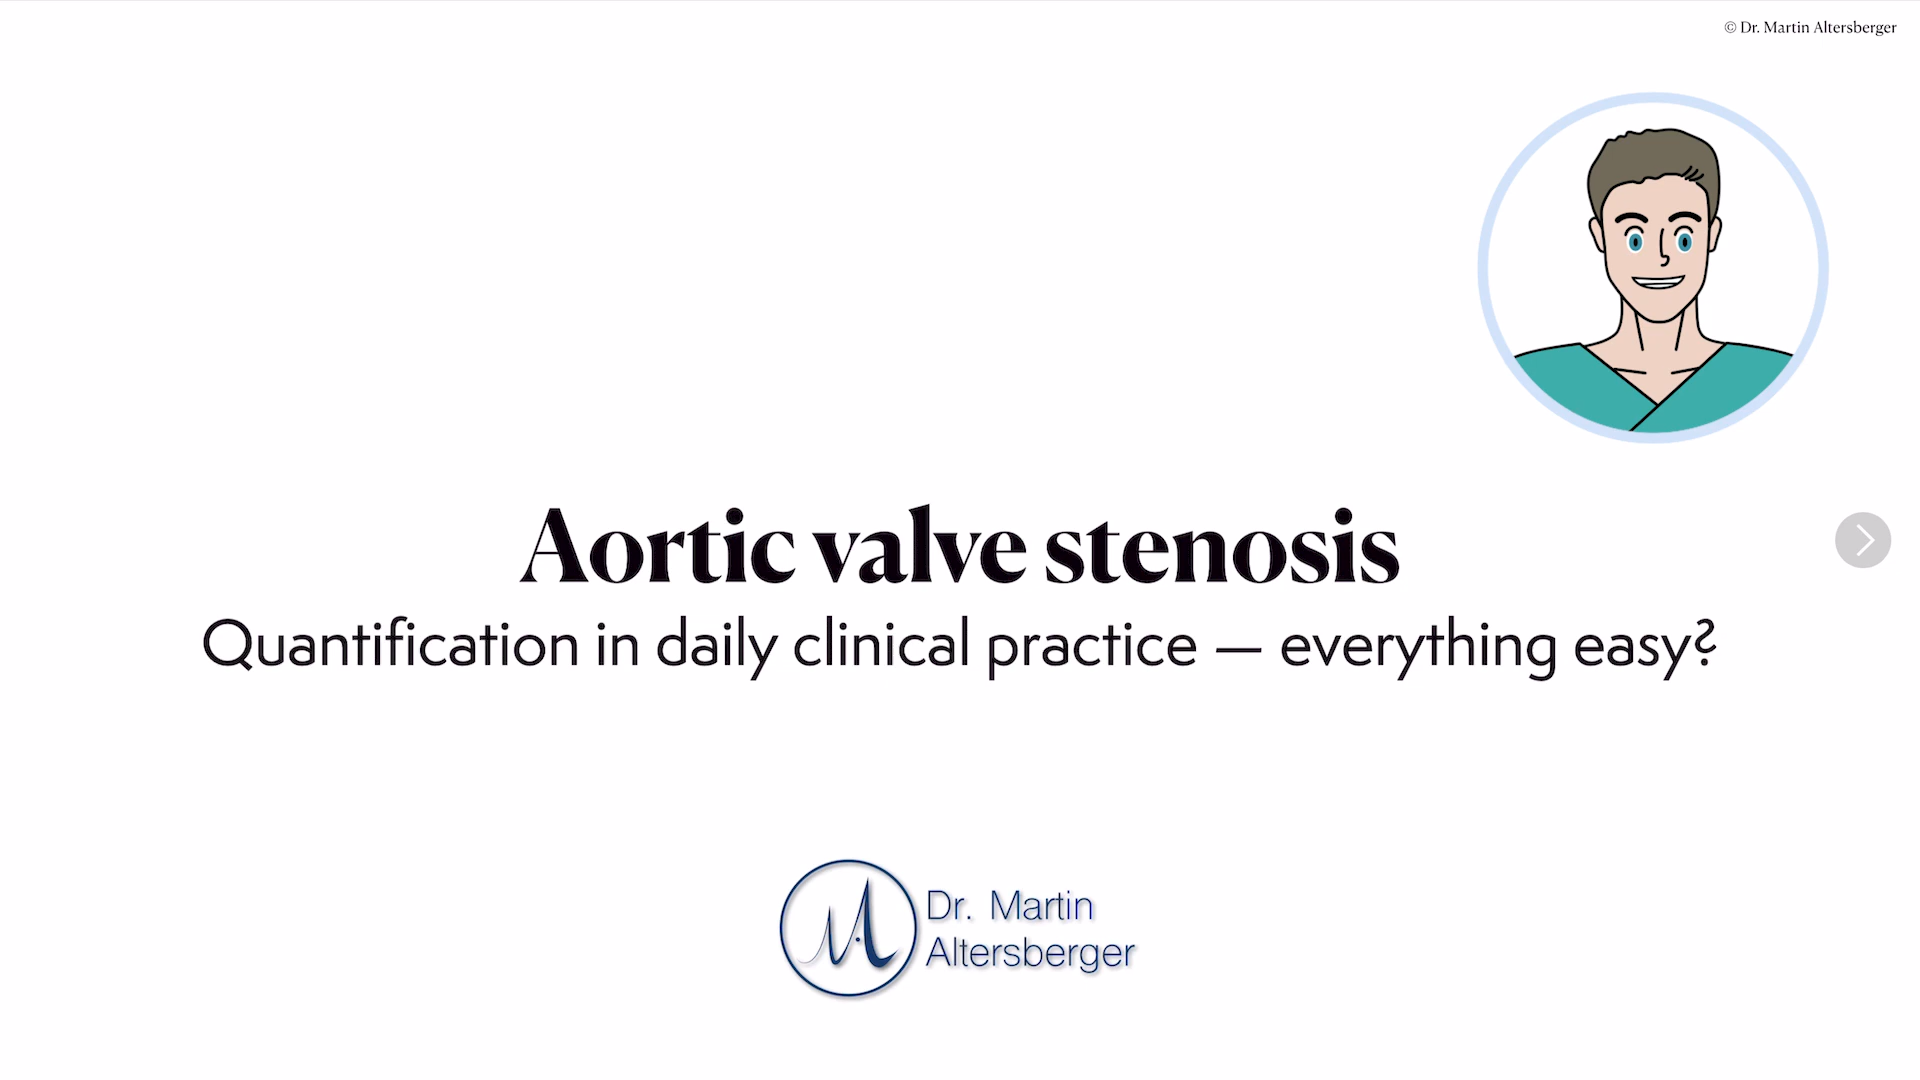 © Dr. Martin Altersberger
Aortic valve stenosis
Quantification in daily clinical practice — everything easy?
Dr. Martin
Altersberger